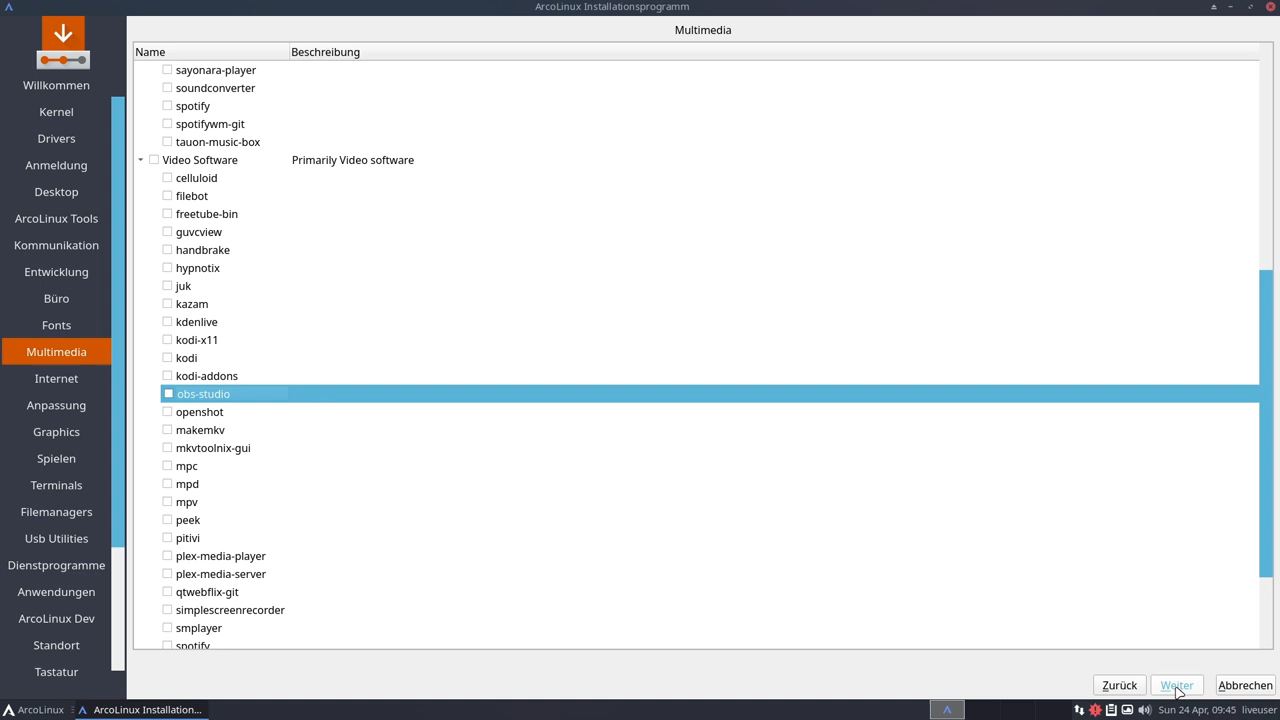 ArcoLinux Installationsprogramm
Willkommen
Kernel
Drivers
Anmeldung
Desktop
ArcoLinux Tools
Kommunikation
Entwicklung
Büro
Fonts
Multimedia
Internet
Anpassung
Graphics
Spielen
Terminals
Filemanagers
Usb Utilities
Dienstprogramme
Anwendungen
ArcoLinux Dev
Standort
Tastatur
Multimedia
Name Beschreibung
sayonara-player
soundconverter
spotify
spotifywm-git
tauon-music-box
Video Software Primarily Video software
celluloid
filebot
freetube-bin
guvcview
handbrake
hypnotix
juk
kazam
kdenlive
kodi-x11
kodi
kodi-addons
obs-studio
openshot
makemkv
mkvtoolnix-gui
mpc
mpd
mpv
peek
pitivi
plex-media-player
plex-media-server
qtwebflix-git
simplescreenrecorder
smplayer
spotify
Zurück Weiter Abbrechen
ArcoLinux ArcoLinux Installation... Sun 24 Apr, 09:45 liveuser